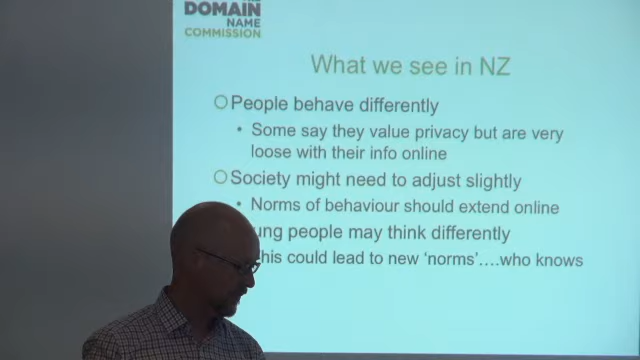 DOMAIN
NAME
COMMISSION
What we see in NZ
People behave differently
Some say they value privacy but are very
loose with their info online
Society might need to adjust slightly
Norms of behaviour should extend online
people may think differently
could lead to new ‘norms’....who knows